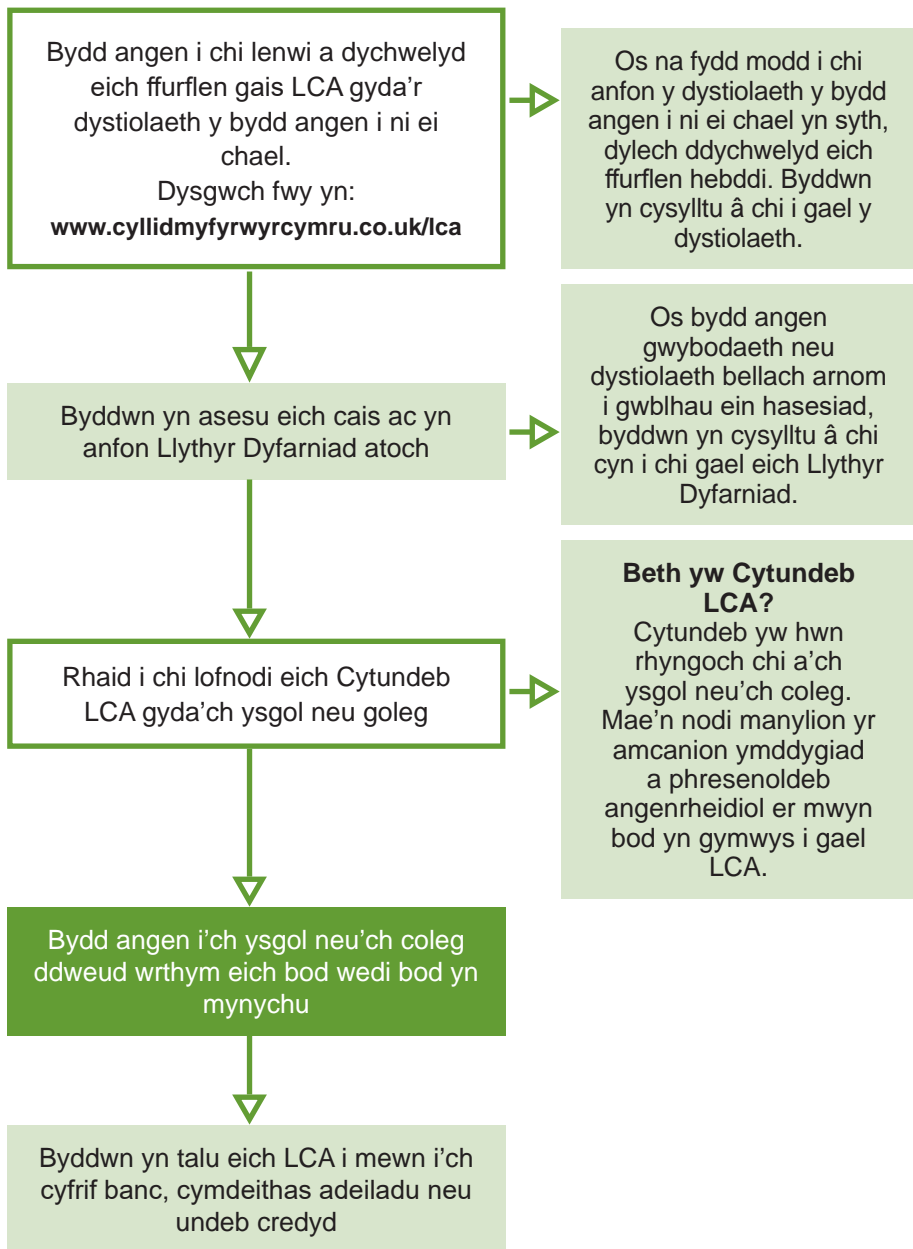 Bydd angen i chi lenwi a dychwelyd
eich ffurflen gais LCA gyda'r
dystiolaeth y bydd angen i ni ei
chael.
Dysgwch fwy yn:
www.cyllidmyfyrwyrcymru.co.uk/lca
Os na fydd modd i chi
anfon y dystiolaeth y bydd
angen i ni ei chael yn syth,
dylech ddychwelyd eich
ffurflen hebddi. Byddwn
yn cysylltu â chi i gael y
dystiolaeth.
Byddwn yn asesu eich cais ac yn
anfon Llythyr Dyfarniad atoch
Os bydd angen
gwybodaeth neu
dystiolaeth bellach arnom
i gwblhau ein hasesiad,
byddwn yn cysylltu â chi
cyn i chi gael eich Llythyr
Dyfarniad.
Rhaid i chi lofnodi eich Cytundeb
LCA gyda'ch ysgol neu goleg
Beth yw Cytundeb
LCA?
Cytundeb yw hwn
rhyngoch chi a'ch
ysgol neu'ch coleg.
Mae'n nodi manylion yr
amcanion ymddygiad
a phresenoldeb
angenrheidiol er mwyn
bod yn gymwys i gael
LCA.
Bydd angen i'ch ysgol neu'ch coleg
ddweud wrthym eich bod wedi bod yn
mynychu
Byddwn yn talu eich LCA i mewn i'ch
cyfrif banc, cymdeithas adeiladu neu
undeb credyd